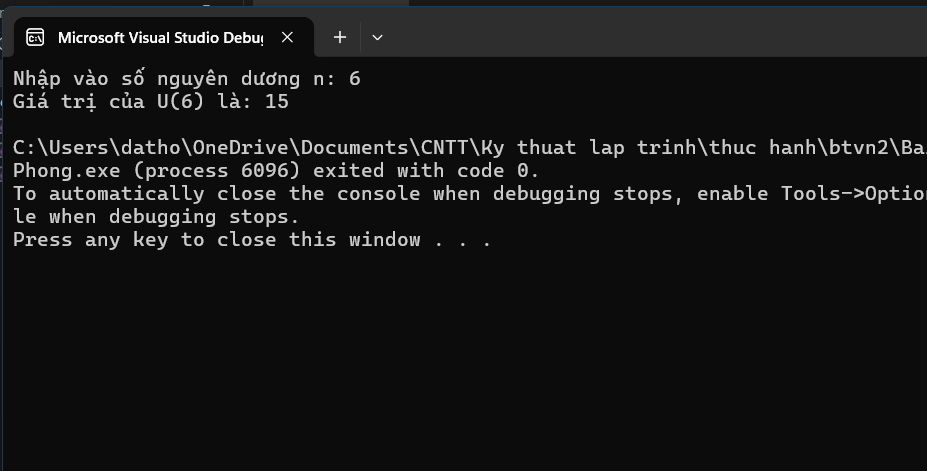 Microsoft Visual Studio Debug
Nhập vào số nguyên dương n: 6
Giá trị của U(6) là: 15
C:\Users\datho\OneDrive\Documents\CNTT\Ky thuat lap trinh\thuc hanh\btvn2\Ba
Phong.exe (process 6096) exited with code 0.
To automatically close the console when debugging stops, enable Tools->Option
le when debugging stops.
Press any key to close this window . . .